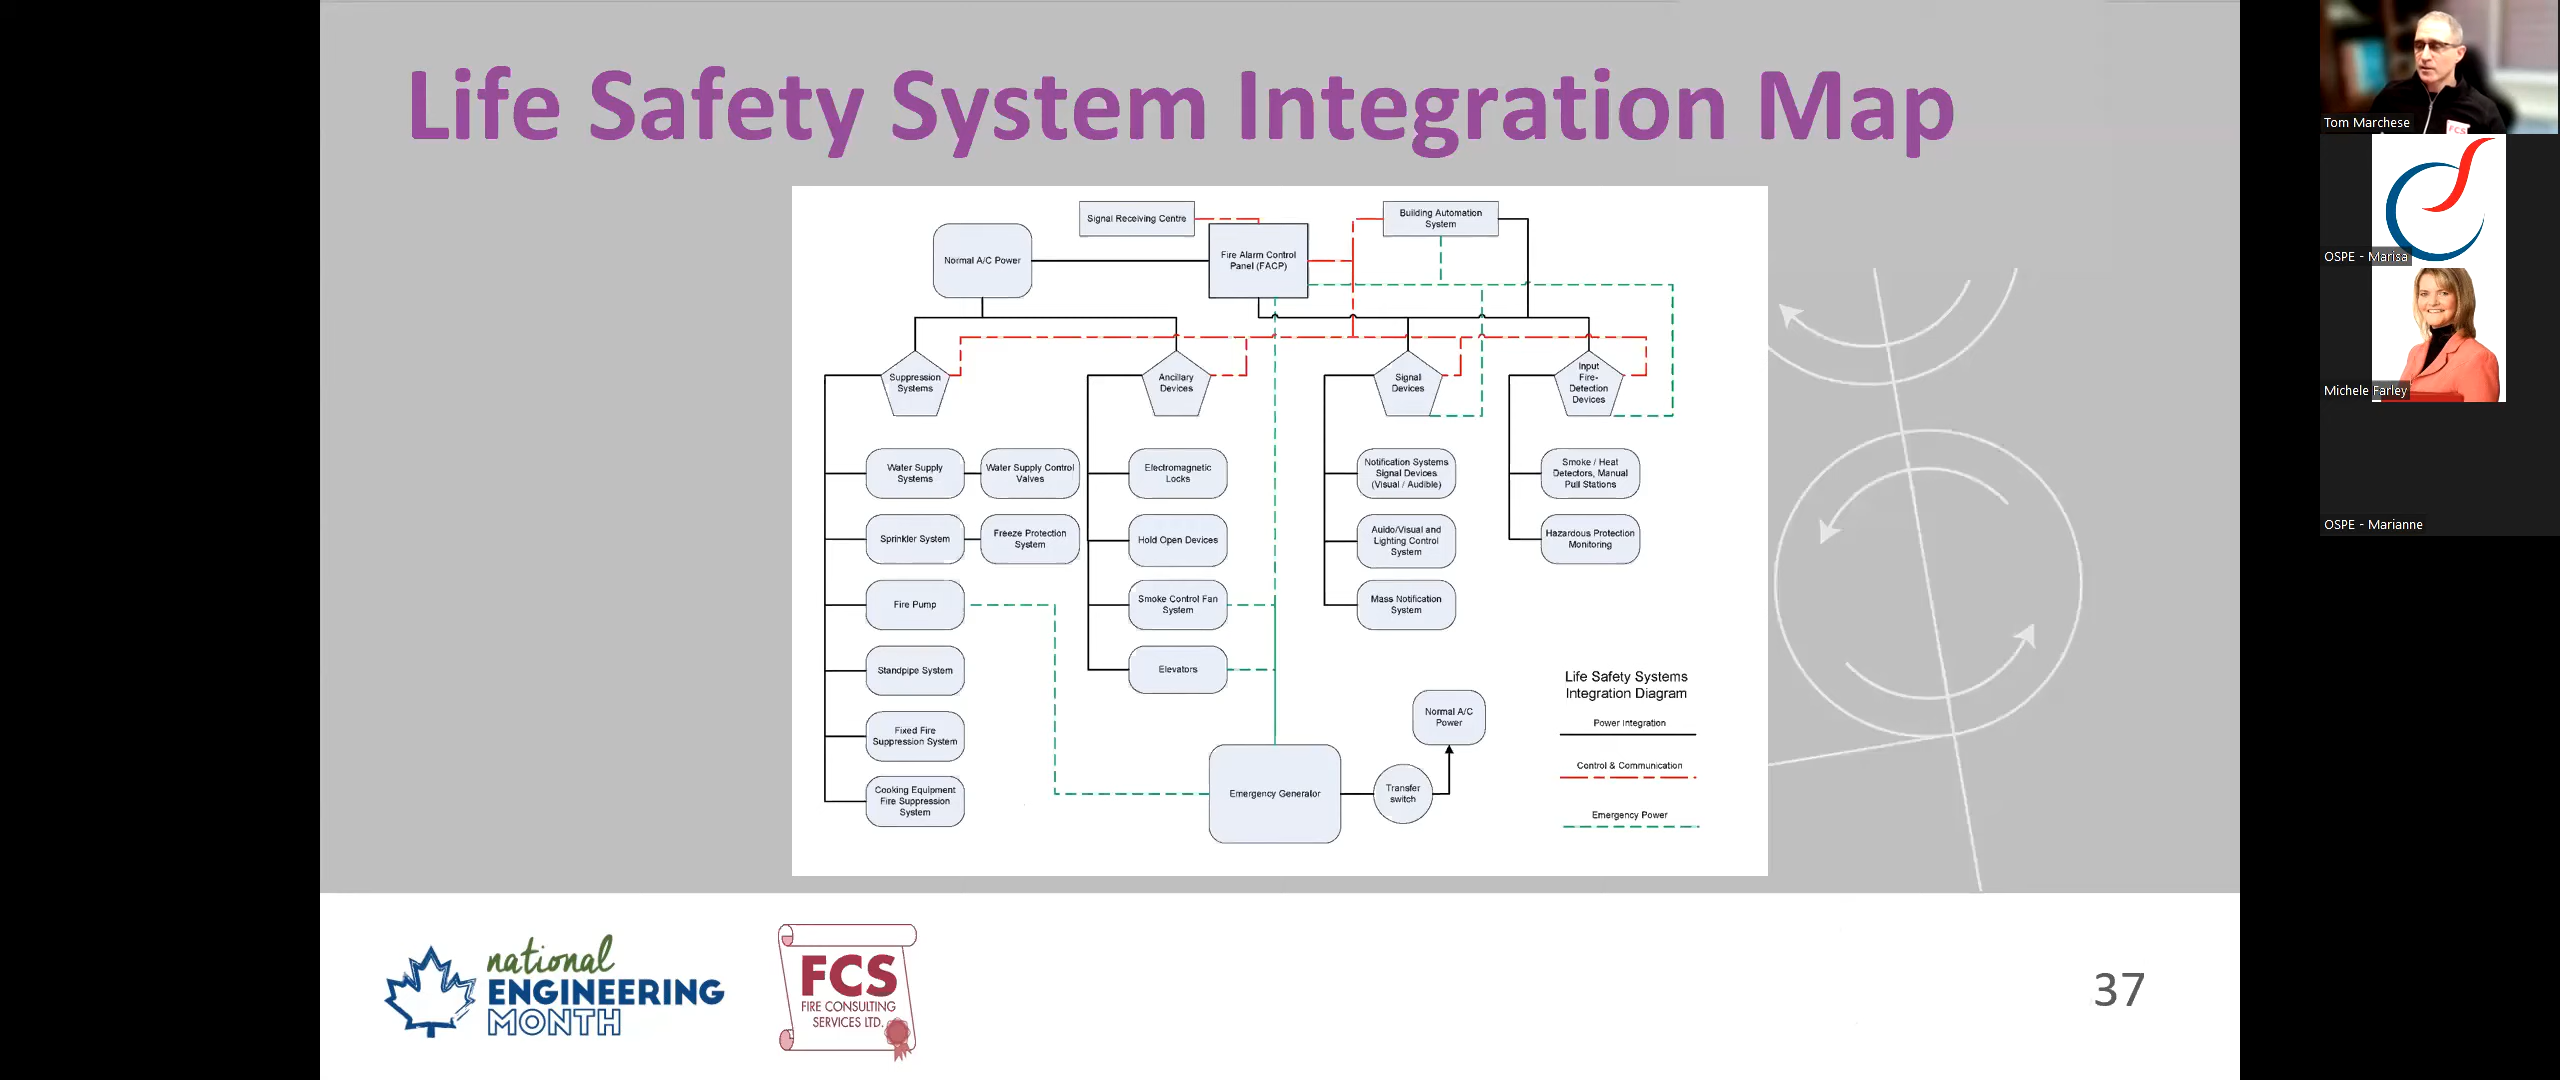 Life Safety System Integration Map
Signal Receiving Centre
Building Automation
System
Normal A/C Power
Fire Alarm Control
Panel (FACP)
Suppression
Systems
Ancillary
Devices
Signal
Devices
Input
Fire-
Detection
Devices
Water Supply
Systems
Water Supply Control
Valves
Electromagnetic
Locks
Notification Systems
Signal Devices
(Visual / Audible)
Smoke / Heat
Detectors, Manual
Pull Stations
Sprinkler System
Freeze Protection
System
Hold Open Devices
Auido/Visual and
Lighting Control
System
Hazardous Protection
Monitoring
Fire Pump
Smoke Control Fan
System
Mass Notification
System
Standpipe System
Elevators
Fixed Fire
Suppression System
Cooking Equipment
Fire Suppression
System
Emergency Generator
Transfer
switch
Normal A/C
Power
Life Safety Systems
Integration Diagram
Power Integration
Control & Communication
Emergency Power
national
ENGINEERING
MONTH
FCS
FIRE CONSULTING
SERVICES LTD.
37
FCS
Tom Marchese
OSPE - Marisa
Michele Farley
OSPE - Marianne